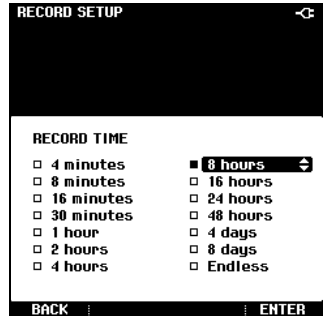 RECORD SETUP
RECORD TIME
4 minutes
8 minutes
16 minutes
30 minutes
1 hour
2 hours
4 hours
8 hours
16 hours
24 hours
48 hours
4 days
8 days
Endless
BACK
ENTER